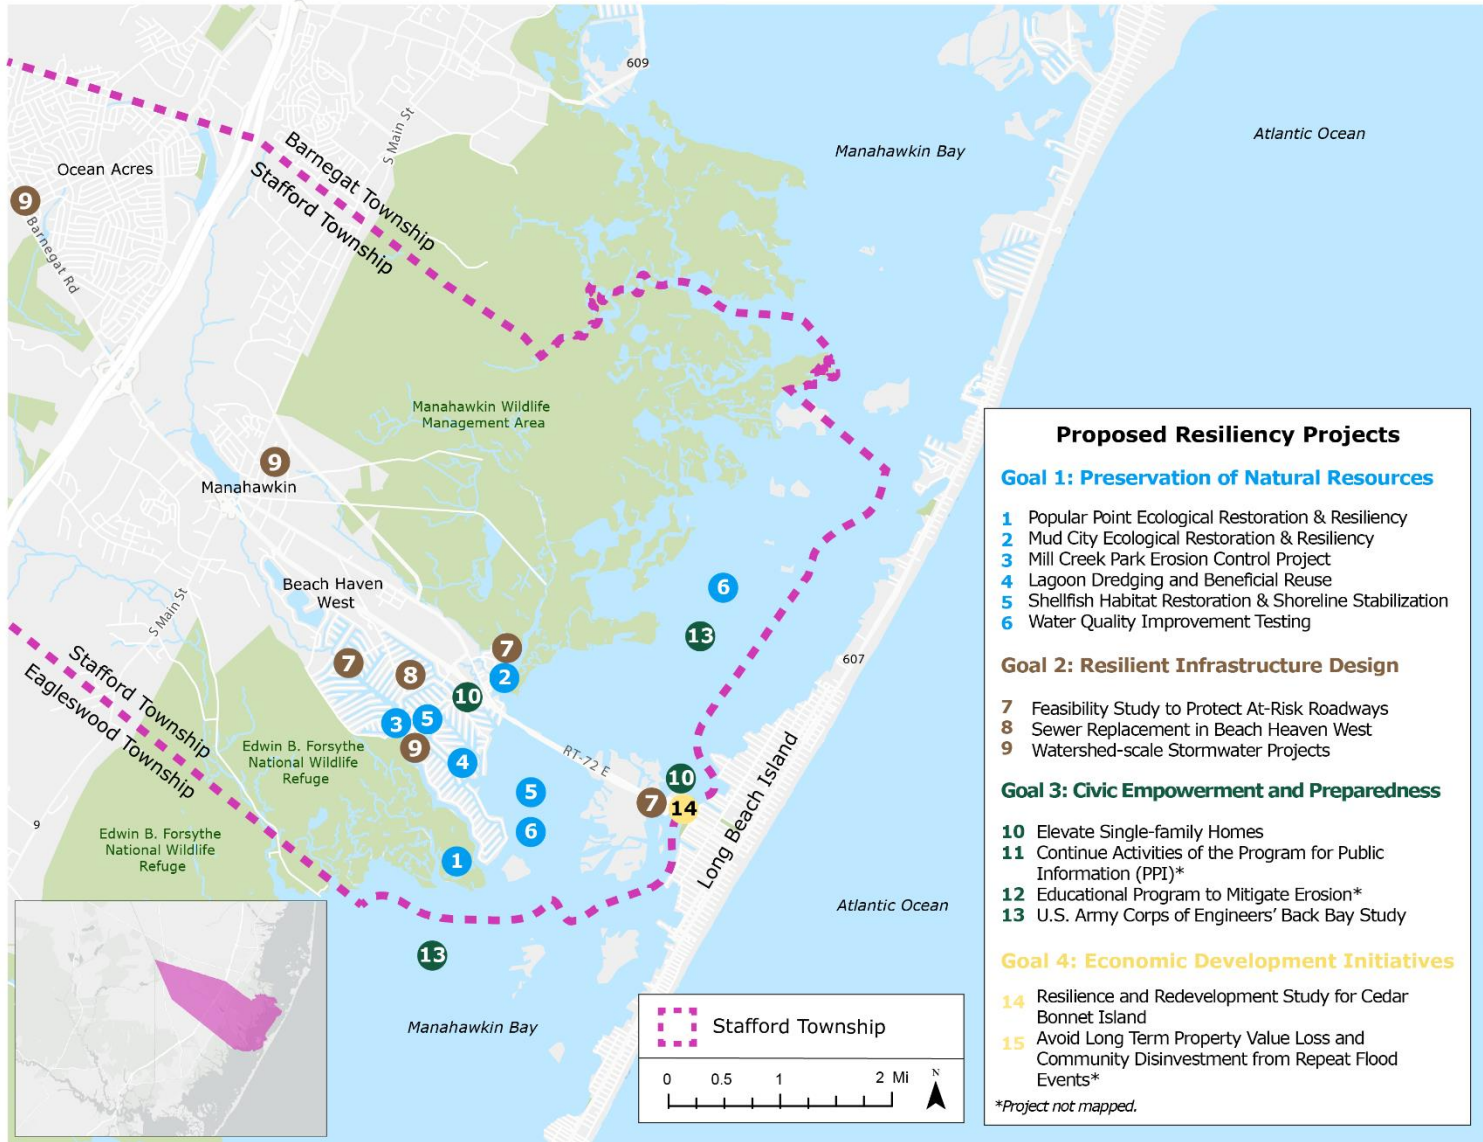 609
Atlantic Ocean
S Main St
Manahawkin Bay
Barnegat Township
Ocean Acres
Stafford Township
9
Barnegat Rd
Manahawkin Wildlife
Management Area
9
Manahawkin
Beach Haven
West
6
S Main St
13
7
607
7
8
2
Stafford Township
10
Eagleswood Township
3
5
9
Edwin B. Forsythe
National Wildlife
Refuge
4
RT-72 E
10
5
7
14
Long Beach Island
9
6
Edwin B. Forsythe
National Wildlife
Refuge
1
Atlantic Ocean
13
Manahawkin Bay
Proposed Resiliency Projects
Goal 1: Preservation of Natural Resources
1 Popular Point Ecological Restoration & Resiliency
2 Mud City Ecological Restoration & Resiliency
3 Mill Creek Park Erosion Control Project
4 Lagoon Dredging and Beneficial Reuse
5 Shellfish Habitat Restoration & Shoreline Stabilization
6 Water Quality Improvement Testing
Goal 2: Resilient Infrastructure Design
7 Feasibility Study to Protect At-Risk Roadways
8 Sewer Replacement in Beach Heaven West
9 Watershed-scale Stormwater Projects
Goal 3: Civic Empowerment and Preparedness
10 Elevate Single-family Homes
11 Continue Activities of the Program for Public
Information (PPI)*
12 Educational Program to Mitigate Erosion*
13 U.S. Army Corps of Engineers' Back Bay Study
Goal 4: Economic Development Initiatives
14 Resilience and Redevelopment Study for Cedar
Bonnet Island
15 Avoid Long Term Property Value Loss and
Community Disinvestment from Repeat Flood
Events*
*Project not mapped.
Stafford Township
0 0.5 1 2 Mi
N